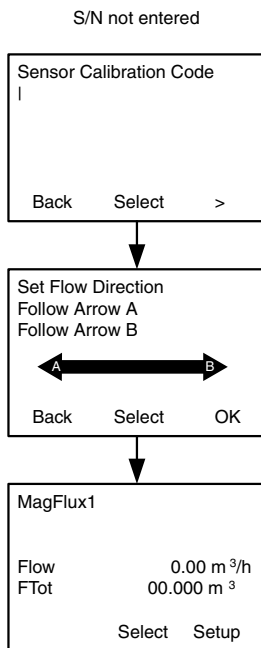 S/N not entered
Sensor Calibration Code
|
Back Select >
Set Flow Direction
Follow Arrow A
Follow Arrow B
A B
Back Select OK
MagFlux1
Flow 0.00 m³/h
FTot 00.000 m³
Select Setup